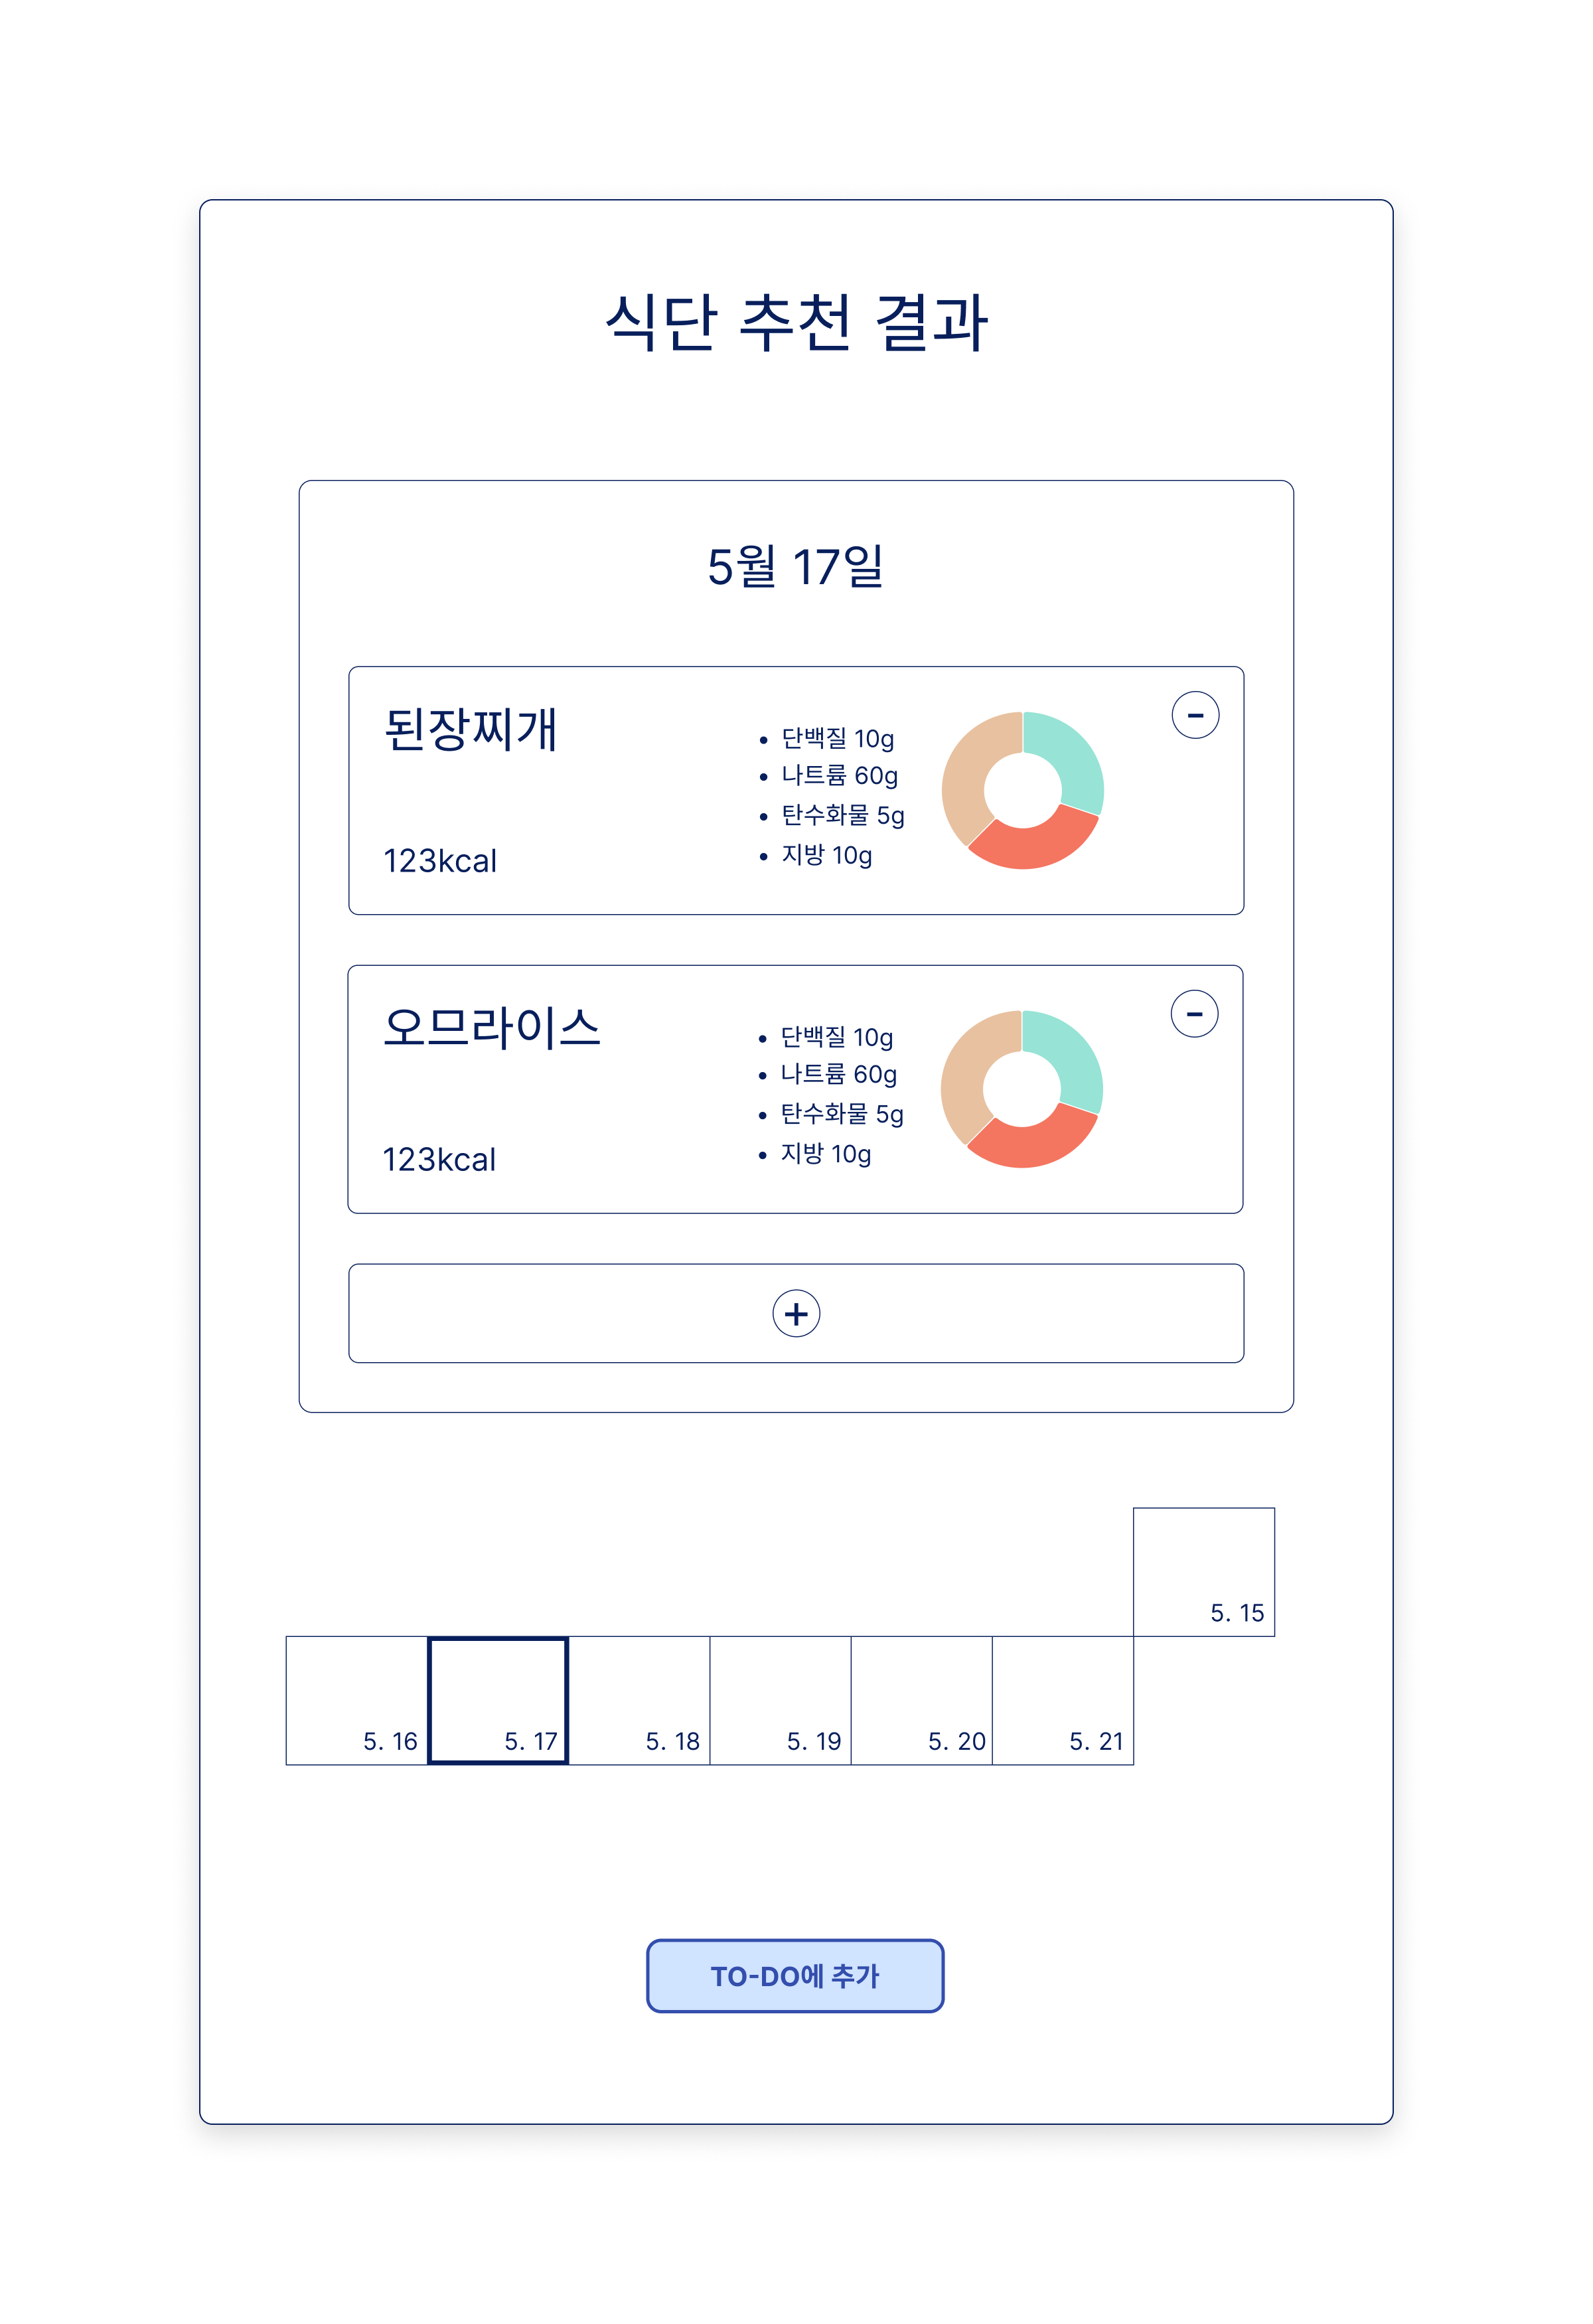 식단 추천 결과
5월 17일
된장찌개
• 단백질 10g
• 나트륨 60g
• 탄수화물 5g
• 지방 10g
123kcal
오므라이스
• 단백질 10g
• 나트륨 60g
• 탄수화물 5g
• 지방 10g
123kcal
5. 15
5. 16
5. 17
5. 18
5. 19
5. 20
5. 21
TO-DO에 추가